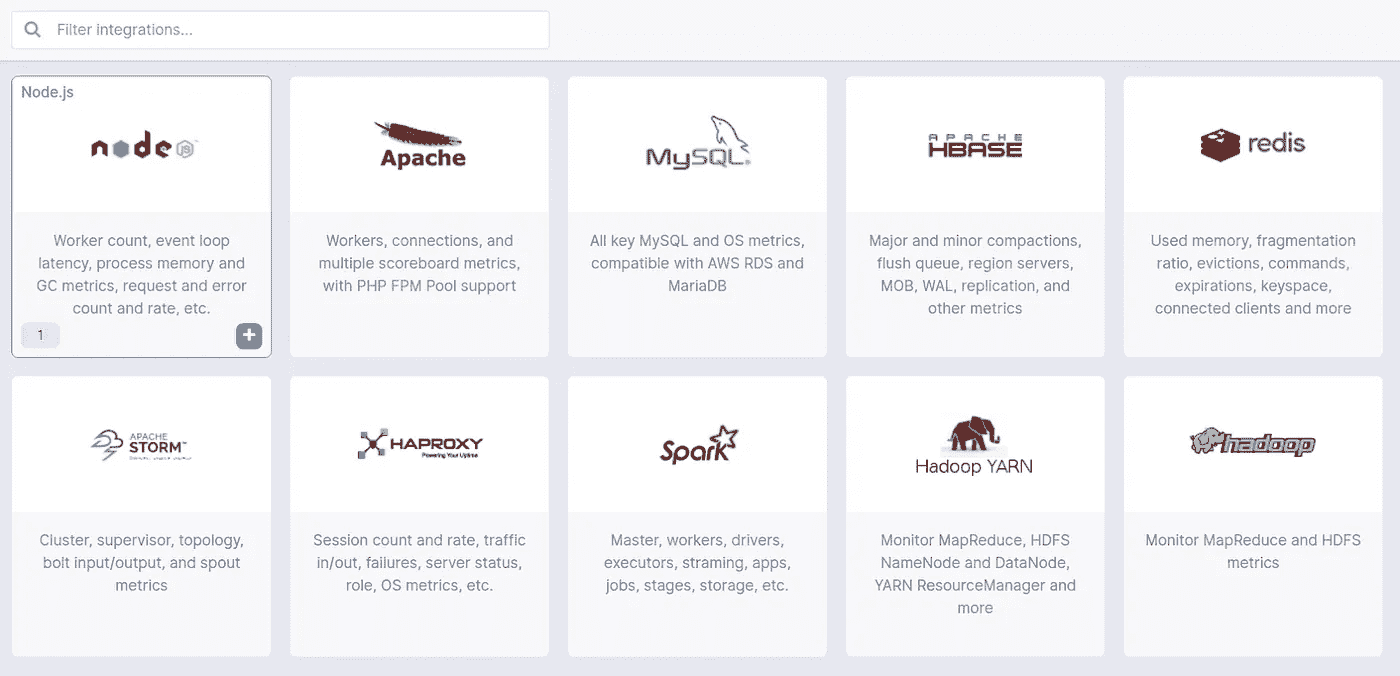 Filter integrations...
Node.js
node JS
Worker count, event loop
latency, process memory and
GC metrics, request and error
count and rate, etc.
1
Apache
Workers, connections, and
multiple scoreboard metrics,
with PHP FPM Pool support
MySQL
All key MySQL and OS metrics,
compatible with AWS RDS and
MariaDB
APACHE
HBASE
Major and minor compactions,
flush queue, region servers,
MOB, WAL, replication, and
other metrics
redis
Used memory, fragmentation
ratio, evictions, commands,
expirations, keyspace,
connected clients and more
APACHE
STORM™
Cluster, supervisor, topology,
bolt input/output, and spout
metrics
HAPROXY
Powering Your Uptime
Session count and rate, traffic
in/out, failures, server status,
role, OS metrics, etc.
Spark
Master, workers, drivers,
executors, straming, apps,
jobs, stages, storage, etc.
Hadoop YARN
Monitor MapReduce, HDFS
NameNode and DataNode,
YARN ResourceManager and
more
hadoop
Monitor MapReduce and HDFS
metrics